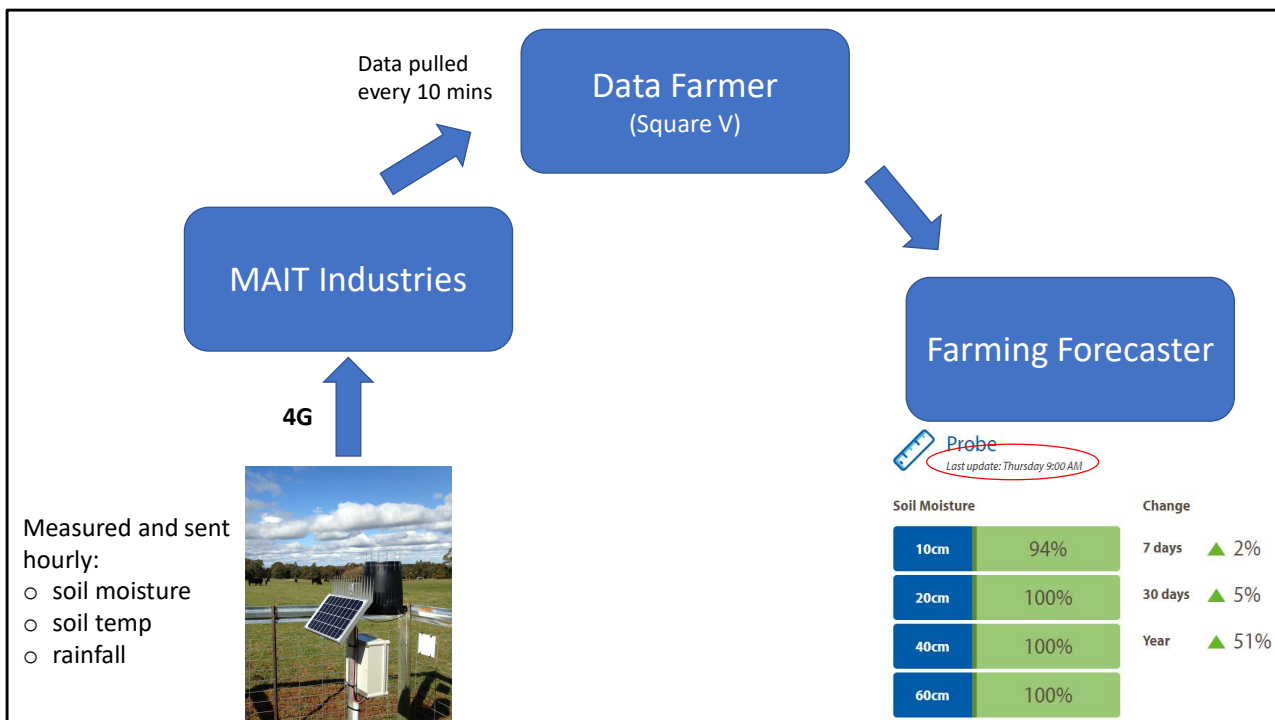 Data pulled
every 10 mins
Data Farmer
(Square V)
MAIT Industries
Farming Forecaster
4G
Measured and sent
hourly:
o soil moisture
o soil temp
o rainfall
Probe
Last update: Thursday 9:00 AM
Soil Moisture
Change
10cm 94%
7 days 2%
20cm 100%
30 days 5%
40cm 100%
Year 51%
60cm 100%